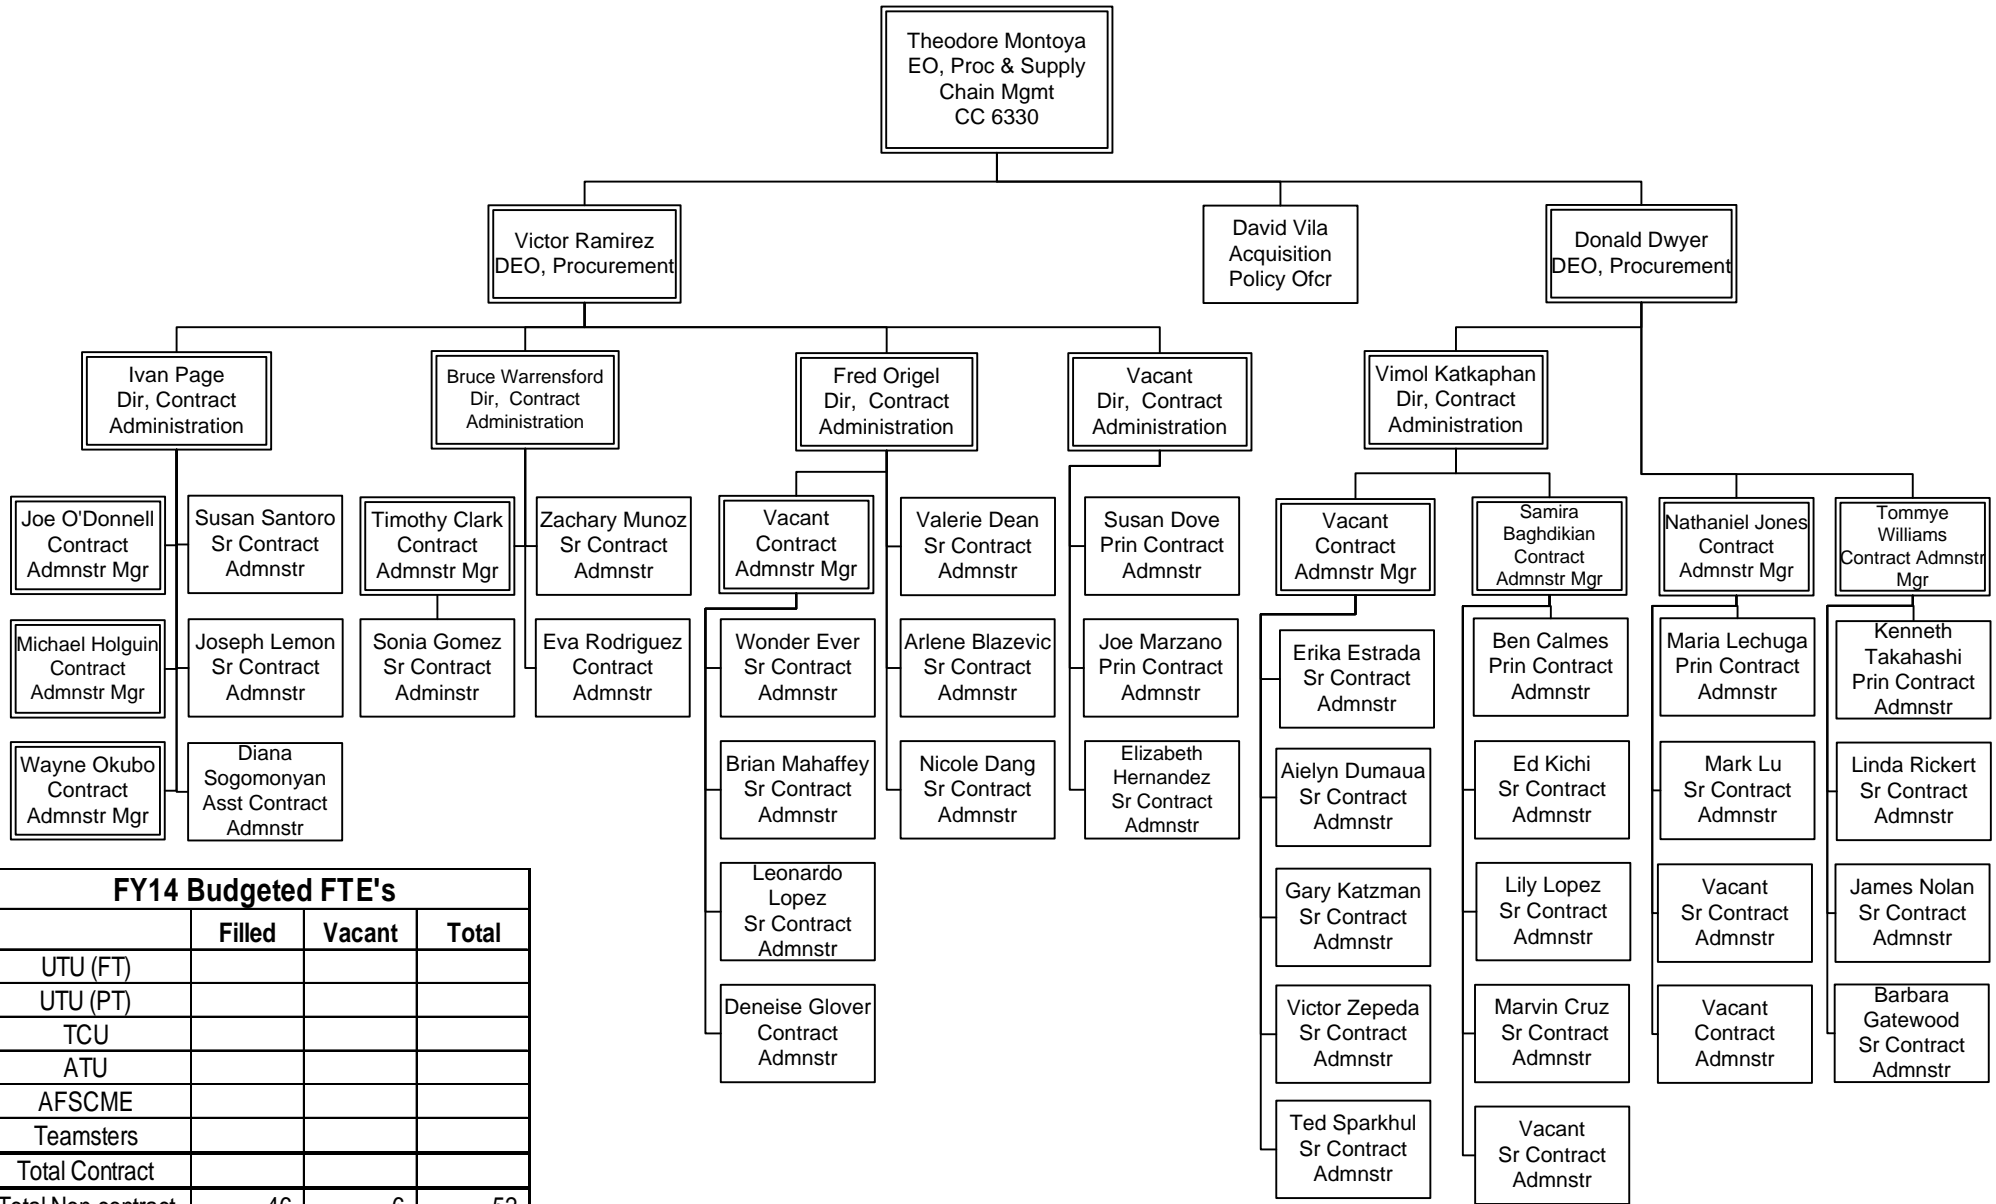 Theodore Montoya
EO, Proc & Supply
Chain Mgmt
CC 6330
Victor Ramirez
DEO, Procurement
David Vila
Acquisition
Policy Ofcr
Donald Dwyer
DEO, Procurement
Ivan Page
Dir, Contract
Administration
Bruce Warrensford
Dir, Contract
Administration
Fred Origel
Dir, Contract
Administration
Vacant
Dir, Contract
Administration
Vimol Katkaphan
Dir, Contract
Administration
Joe O'Donnell
Contract
Admnstr Mgr
Susan Santoro
Sr Contract
Admnstr
Timothy Clark
Contract
Admnstr Mgr
Zachary Munoz
Sr Contract
Admnstr
Vacant
Contract
Admnstr Mgr
Valerie Dean
Sr Contract
Admnstr
Susan Dove
Prin Contract
Admnstr
Vacant
Contract
Admnstr Mgr
Samira
Baghdikian
Contract
Admnstr Mgr
Nathaniel Jones
Contract
Admnstr Mgr
Tommye
Williams
Contract Admnstr
Mgr
Michael Holguin
Contract
Admnstr Mgr
Joseph Lemon
Sr Contract
Admnstr
Sonia Gomez
Sr Contract
Adminstr
Eva Rodriguez
Contract
Admnstr
Wonder Ever
Sr Contract
Admnstr
Arlene Blazevic
Sr Contract
Admnstr
Joe Marzano
Prin Contract
Admnstr
Erika Estrada
Sr Contract
Admnstr
Ben Calmes
Prin Contract
Admnstr
Maria Lechuga
Prin Contract
Admnstr
Kenneth
Takahashi
Prin Contract
Admnstr
Wayne Okubo
Contract
Admnstr Mgr
Diana
Sogomonyan
Asst Contract
Admnstr
Brian Mahaffey
Sr Contract
Admnstr
Nicole Dang
Sr Contract
Admnstr
Elizabeth
Hernandez
Sr Contract
Admnstr
Aielyn Dumaua
Sr Contract
Admnstr
Ed Kichi
Sr Contract
Admnstr
Mark Lu
Sr Contract
Admnstr
Linda Rickert
Sr Contract
Admnstr
Leonardo
Lopez
Sr Contract
Admnstr
Gary Katzman
Sr Contract
Admnstr
Lily Lopez
Sr Contract
Admnstr
Vacant
Sr Contract
Admnstr
James Nolan
Sr Contract
Admnstr
Deneise Glover
Contract
Admnstr
Victor Zepeda
Sr Contract
Admnstr
Marvin Cruz
Sr Contract
Admnstr
Vacant
Contract
Admnstr
Barbara
Gatewood
Sr Contract
Admnstr
Ted Sparkhul
Sr Contract
Admnstr
Vacant
Sr Contract
Admnstr
FY14 Budgeted FTE's
Filled Vacant Total
UTU (FT)
UTU (PT)
TCU
ATU
AFSCME
Teamsters
Total Contract
Total Non-contract 46 6 52